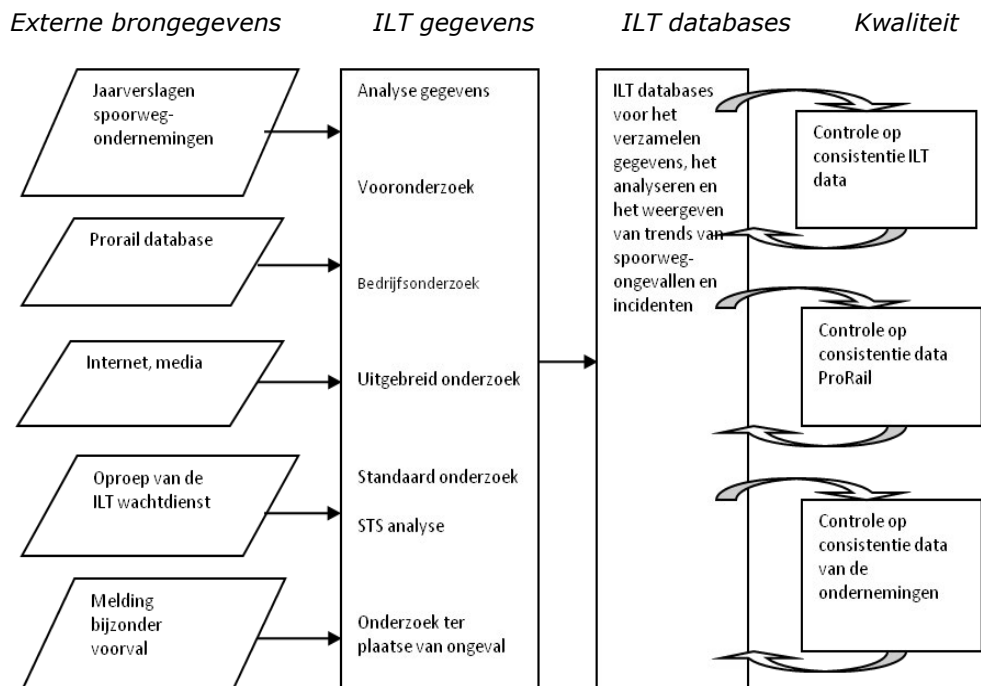 Externe brongegevens
ILT gegevens
ILT databases
Kwaliteit
Jaarverslagen
spoorweg-
ondernemingen
Prorail database
Internet, media
Oproep van de
ILT wachtdienst
Melding
bijzonder
voorval
Analyse gegevens
Vooronderzoek
Bedrijfsonderzoek
Uitgebreid onderzoek
Standaard onderzoek
STS analyse
Onderzoek ter
plaatse van ongeval
ILT databases
voor het
verzamelen
gegevens, het
analyseren en
het weergeven
van trends van
spoorweg-
ongevallen en
incidenten
Controle op
consistentie ILT
data
Controle op
consistentie data
ProRail
Controle op
consistentie data
van de
ondernemingen